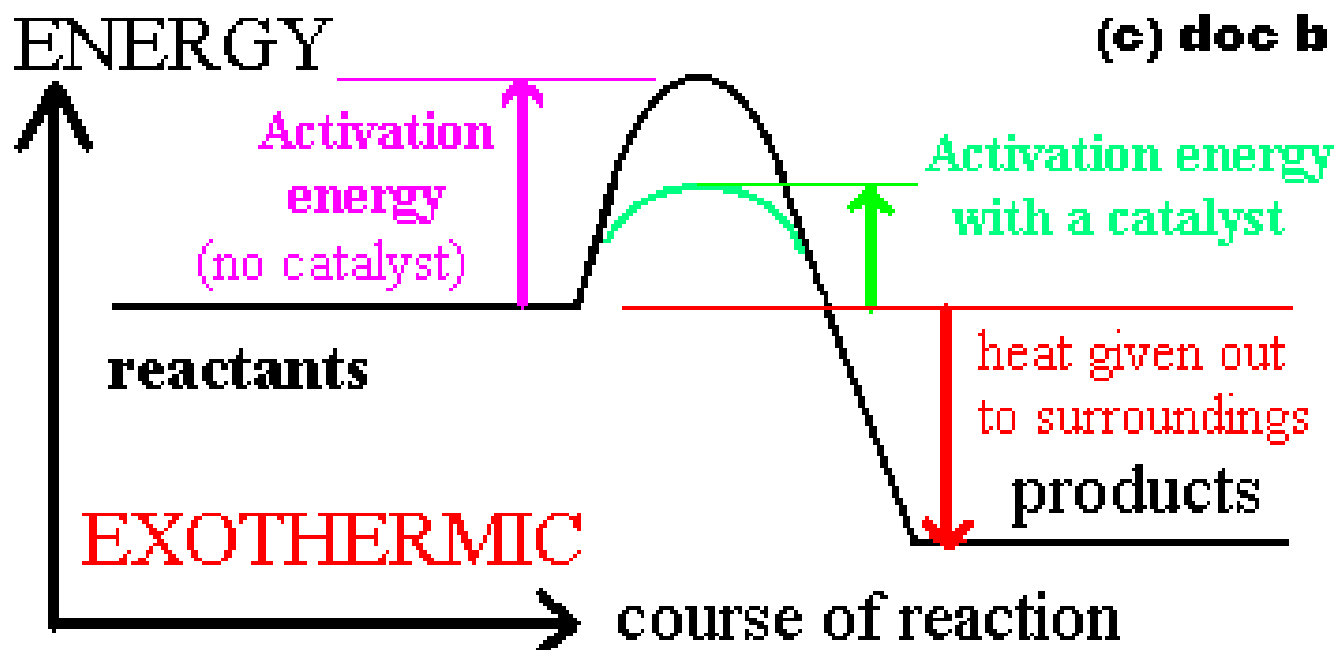 ENERGY
(c) doc b
Activation
energy
(no catalyst)
Activation energy
with a catalyst
reactants
heat given out
to surroundings
products
EXOTHERMIC
course of reaction